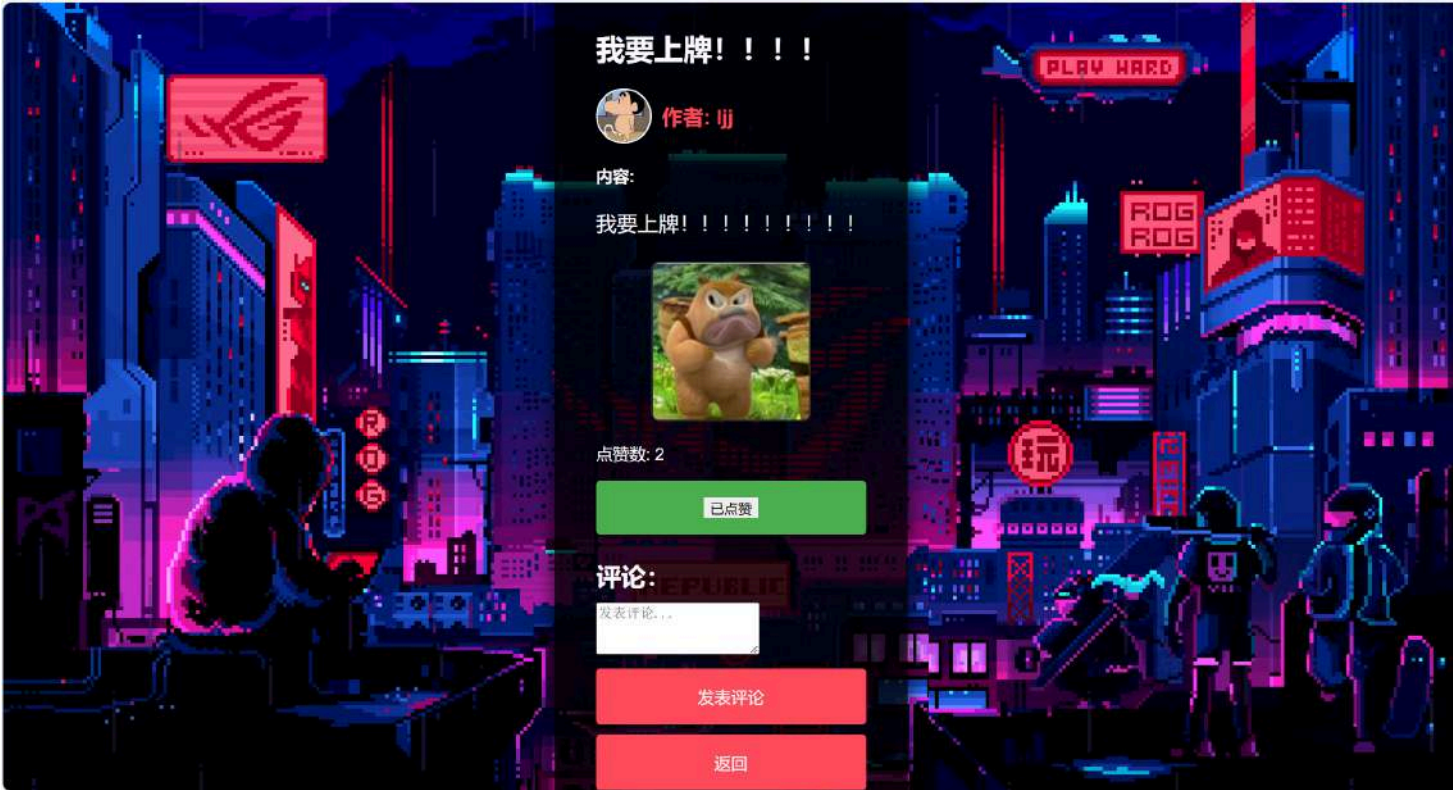 我要上牌！！！！
作者: ljj
内容:
我要上牌！！！！！！！！！
点赞数: 2
已点赞
评论：
发表评论...
发表评论
返回
PLAY HARD
ROG
ROG
R
O
G
玩
REPUBLIC